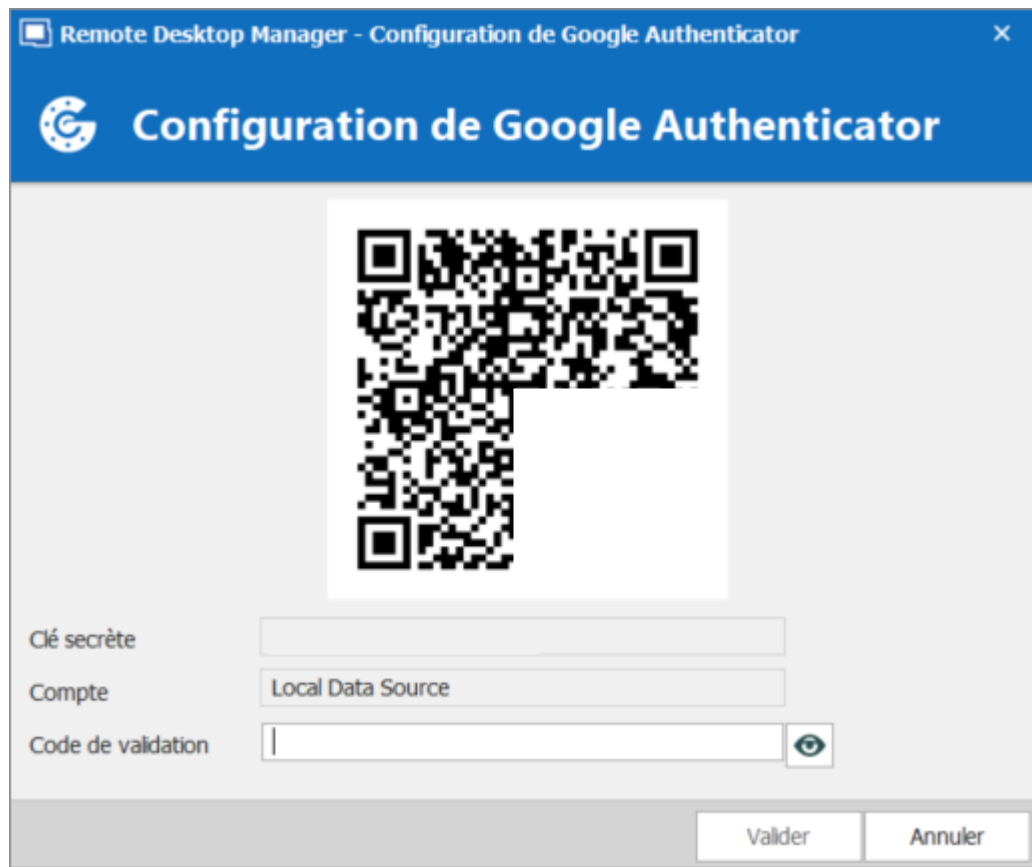 Remote Desktop Manager - Configuration de Google Authenticator
Configuration de Google Authenticator
Clé secrète
Compte
Local Data Source
Code de validation
Valider
Annuler